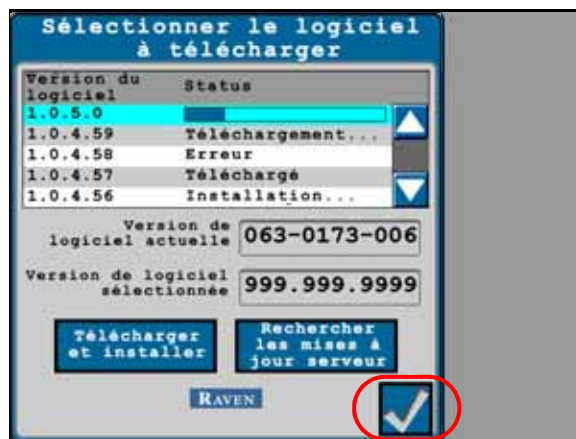 Sélectionner le logiciel
à télécharger
Version du
logiciel
Status
1.0.5.0
1.0.4.59 Téléchargement...
1.0.4.58 Erreur
1.0.4.57 Téléchargé
1.0.4.56 Installation...
Version de
logiciel actuelle
063-0173-006
Version de logiciel
sélectionnée
999.999.9999
Télécharger
et installer
Rechercher
les mises à
jour serveur
RAVEN